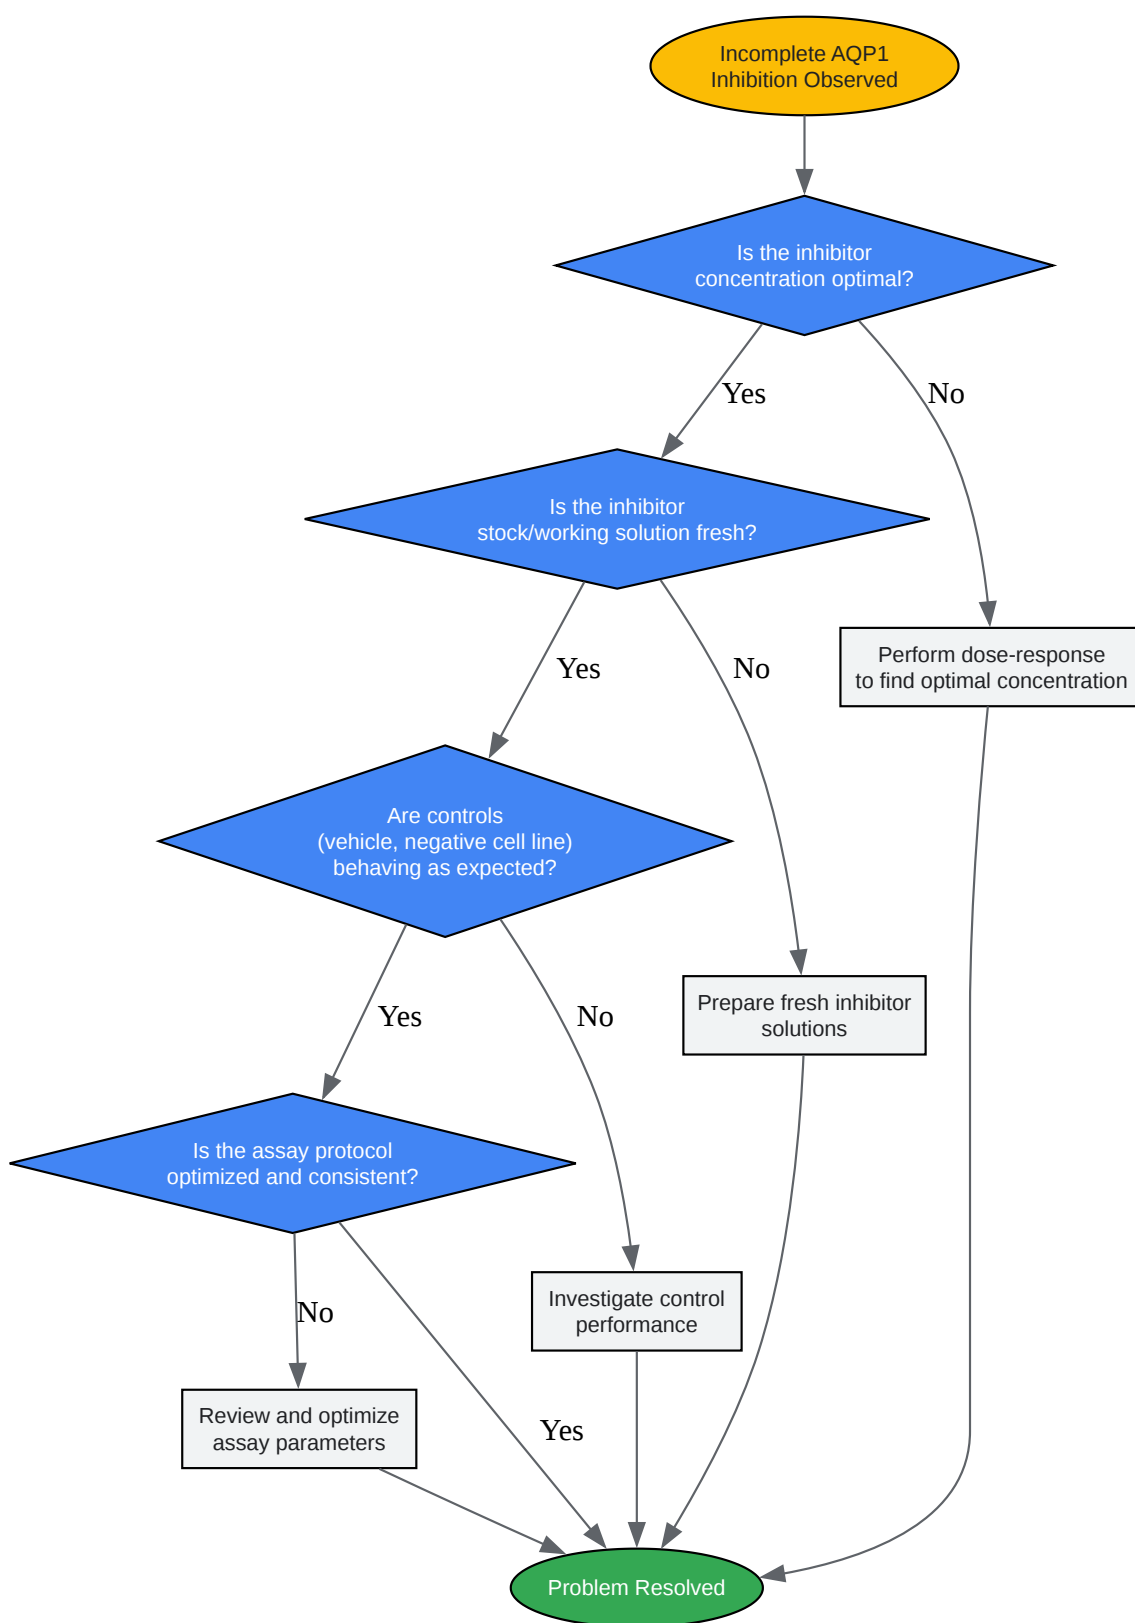 Incomplete AQP1
Inhibition Observed
Is the inhibitor
concentration optimal?
Yes
No
Is the inhibitor
stock/working solution fresh?
Perform dose-response
to find optimal concentration
Yes
No
Are controls
(vehicle, negative cell line)
behaving as expected?
Prepare fresh inhibitor
solutions
Yes
No
Is the assay protocol
optimized and consistent?
Investigate control
performance
No
Review and optimize
assay parameters
Yes
Problem Resolved